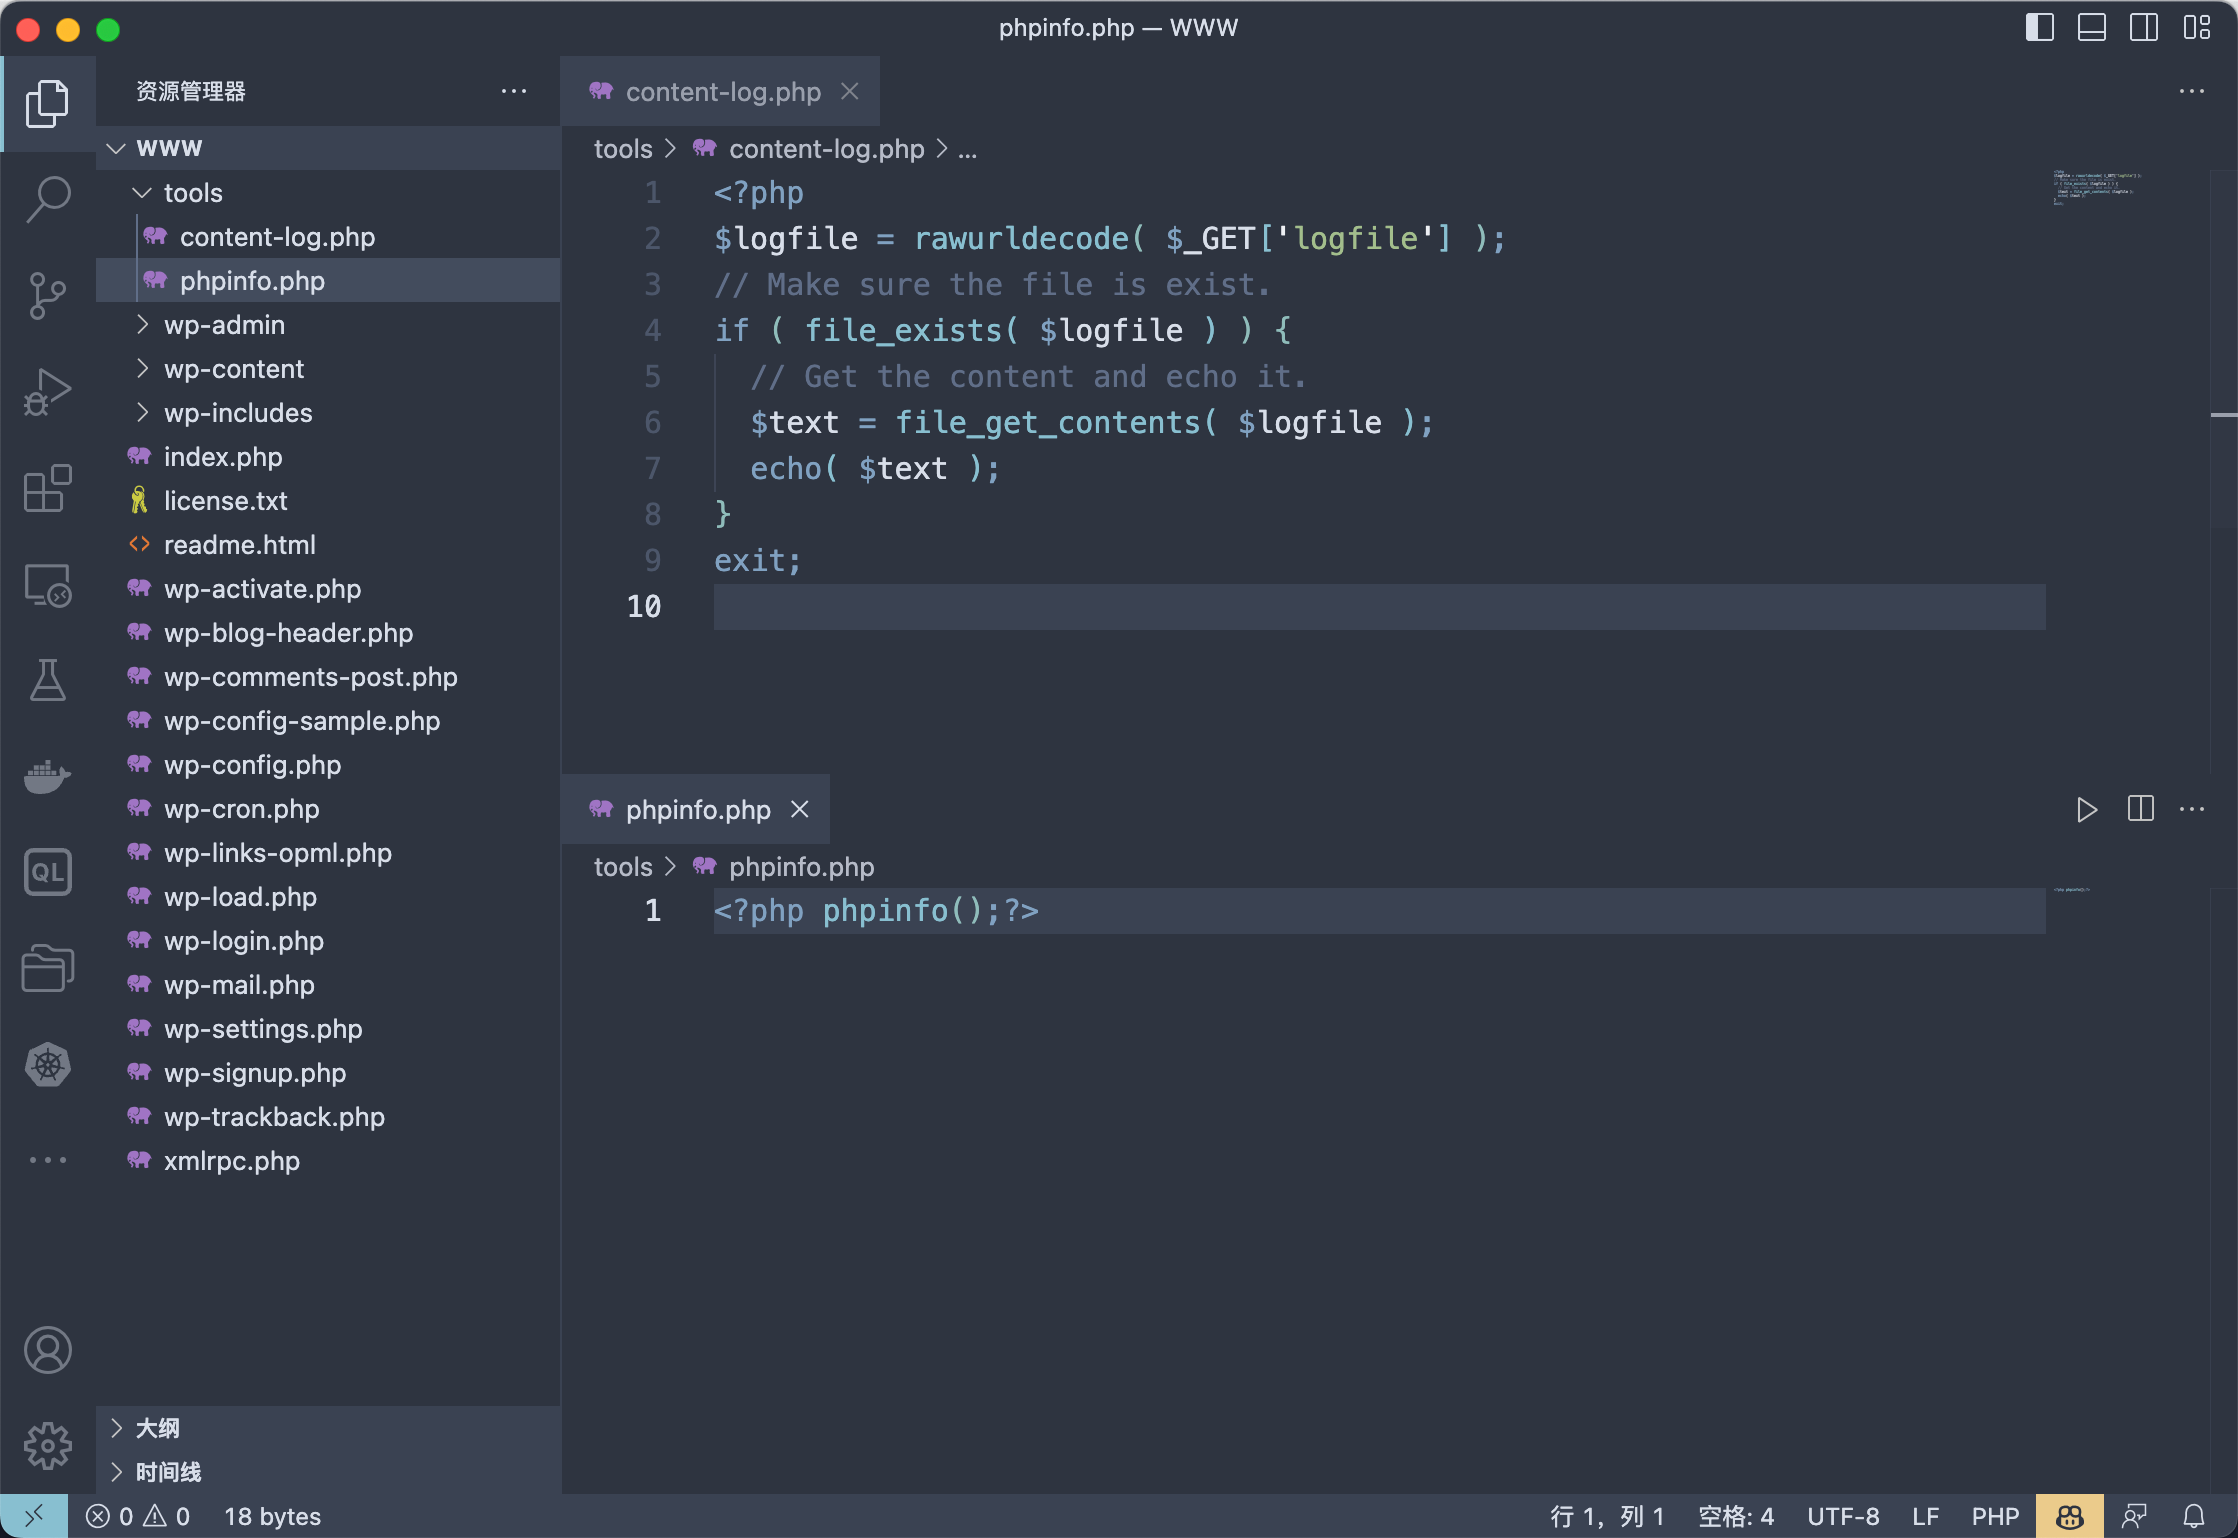 phpinfo.php — WWW
资源管理器
WWW
tools
content-log.php
phpinfo.php
wp-admin
wp-content
wp-includes
index.php
license.txt
readme.html
wp-activate.php
wp-blog-header.php
wp-comments-post.php
wp-config-sample.php
wp-config.php
wp-cron.php
wp-links-opml.php
wp-load.php
wp-login.php
wp-mail.php
wp-settings.php
wp-signup.php
wp-trackback.php
xmlrpc.php
大纲
时间线
QL
content-log.php
tools > content-log.php > ...
1 <?php
2 $logfile = rawurldecode( $_GET['logfile'] );
3 // Make sure the file is exist.
4 if ( file_exists( $logfile ) ) {
5 // Get the content and echo it.
6 $text = file_get_contents( $logfile );
7 echo( $text );
8 }
9 exit;
10
phpinfo.php
tools > phpinfo.php
1 <?php phpinfo();?>
0 0 18 bytes 行 1，列 1 空格: 4 UTF-8 LF PHP